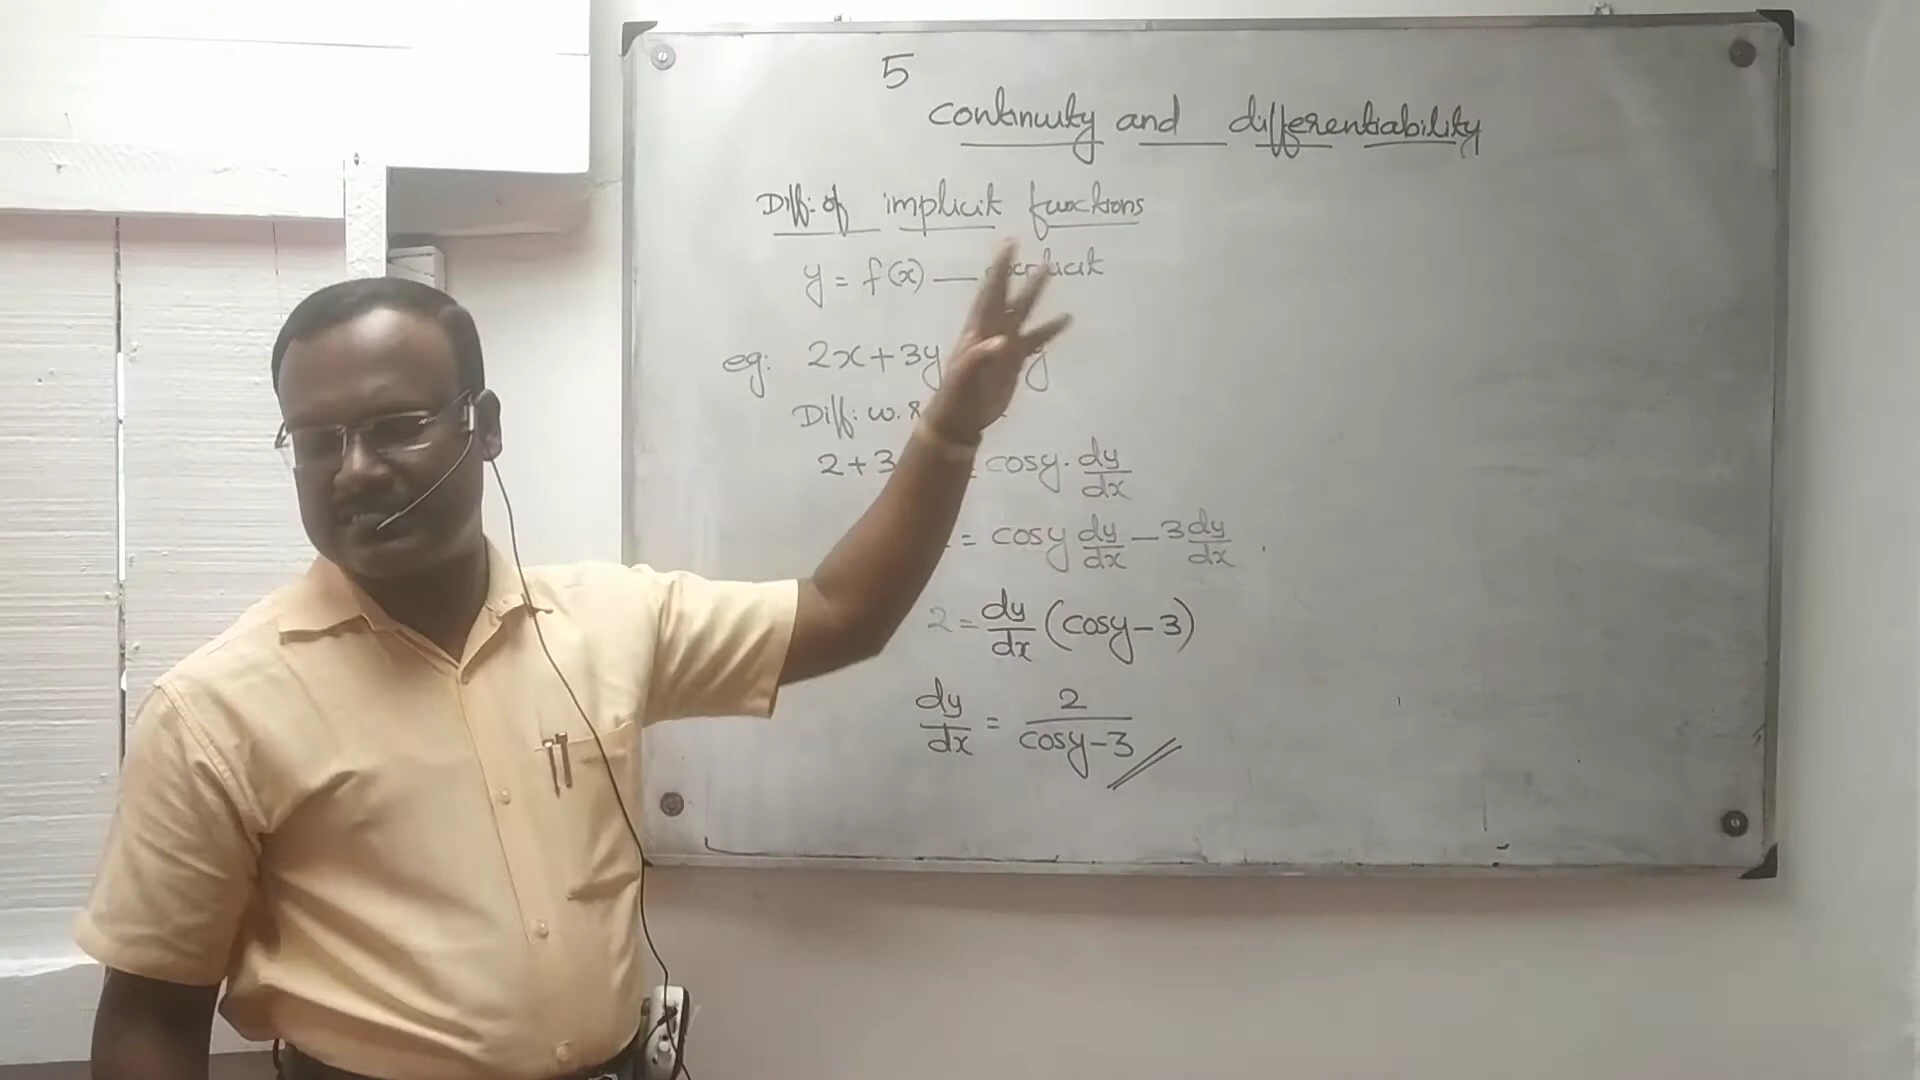 5
continuity and differentiability
Diff: of implicit functions
y = f(x) — explicit
eg: 2x+3y y
Diff: w.r
2+3 = cosy. dy/dx
= cosy dy/dx - 3 dy/dx
2 = dy/dx (cosy-3)
dy/dx = 2/(cosy-3)